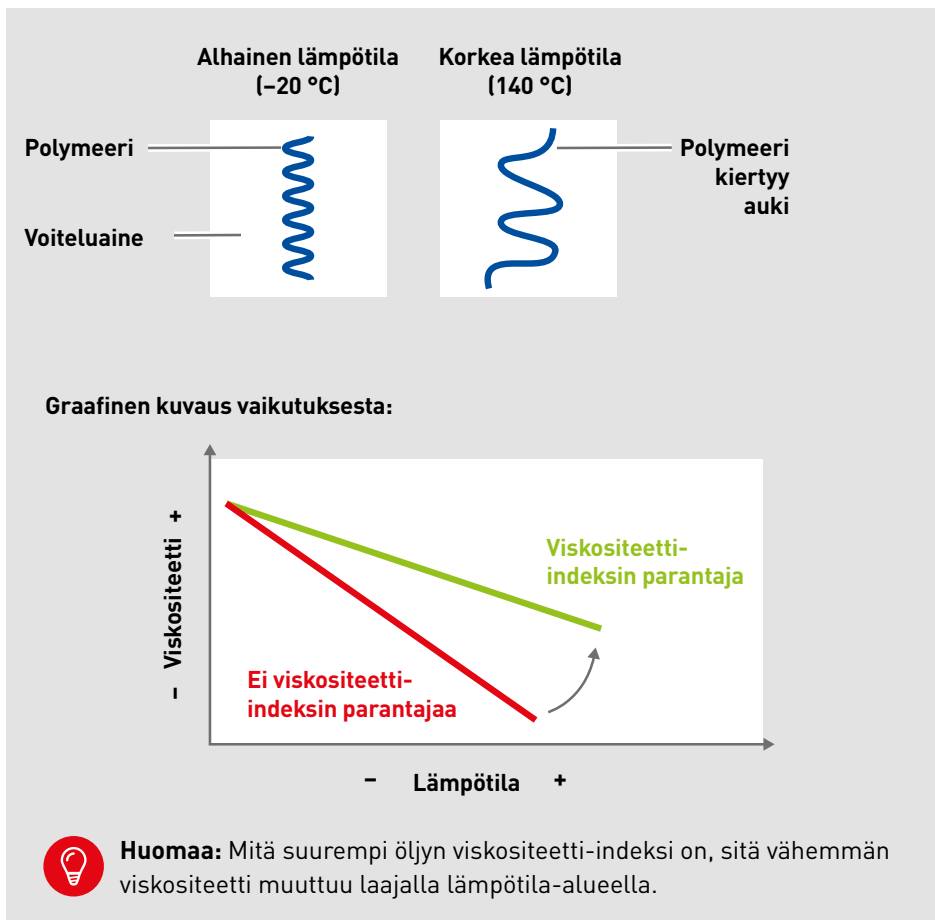 Alhainen lämpötila
(–20 °C)
Korkea lämpötila
(140 °C)
Polymeeri
Voiteluaine
Polymeeri
kiertyy
auki
Graafinen kuvaus vaikutuksesta:
– Viskositeetti +
Viskositeetti-
indeksin parantaja
Ei viskositeetti-
indeksin parantajaa
– Lämpötila +
Huomaa: Mitä suurempi öljyn viskositeetti-indeksi on, sitä vähemmän
viskositeetti muuttuu laajalla lämpötila-alueella.